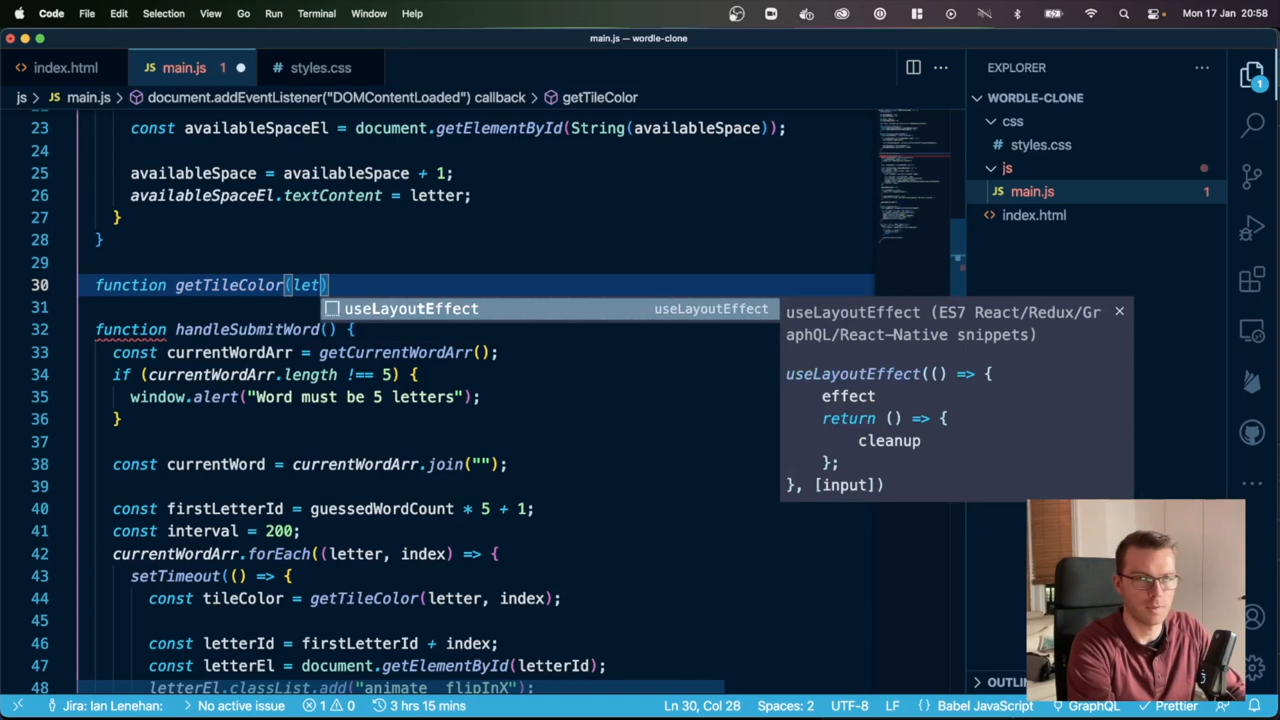 Code File Edit Selection View Go Run Terminal Window Help Mon 17 Jan 20:58
main.js — wordle-clone
<> index.html JS main.js 1 styles.css
js > JS main.js > document.addEventListener("DOMContentLoaded") callback > getTileColor
23 const availableSpaceEl = document.getElementById(String(availableSpace));
24
25 availableSpace = availableSpace + 1;
26 availableSpaceEl.textContent = letter;
27 }
28 }
29
30 function getTileColor(let)
31
useLayoutEffect useLayoutEffect
32 function handleSubmitWord() {
33 const currentWordArr = getCurrentWordArr();
34 if (currentWordArr.length !== 5) {
35 window.alert("Word must be 5 letters");
36 }
37
38 const currentWord = currentWordArr.join("");
39
40 const firstLetterId = guessedWordCount * 5 + 1;
41 const interval = 200;
42 currentWordArr.forEach((letter, index) => {
43 setTimeout(() => {
44 const tileColor = getTileColor(letter, index);
45
46 const letterId = firstLetterId + index;
47 const letterEl = document.getElementById(letterId);
48 letterEl.classList.add("animate__flipInX");
useLayoutEffect (ES7 React/Redux/Gr
aphQL/React-Native snippets)
useLayoutEffect(() => {
effect
return () => {
cleanup
};
}, [input])
EXPLORER
WORDLE-CLONE
css
styles.css
js
JS main.js 1
<> index.html
OUTLIN
1
Jira: Ian Lenehan: No active issue 1 0 3 hrs 15 mins Ln 30, Col 28 Spaces: 2 UTF-8 LF Babel JavaScript GraphQL Prettier